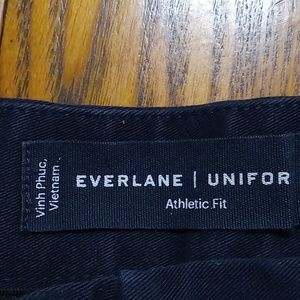 Vinh Phuc,
Vietnam
EVERLANE | UNIFOR
Athletic Fit